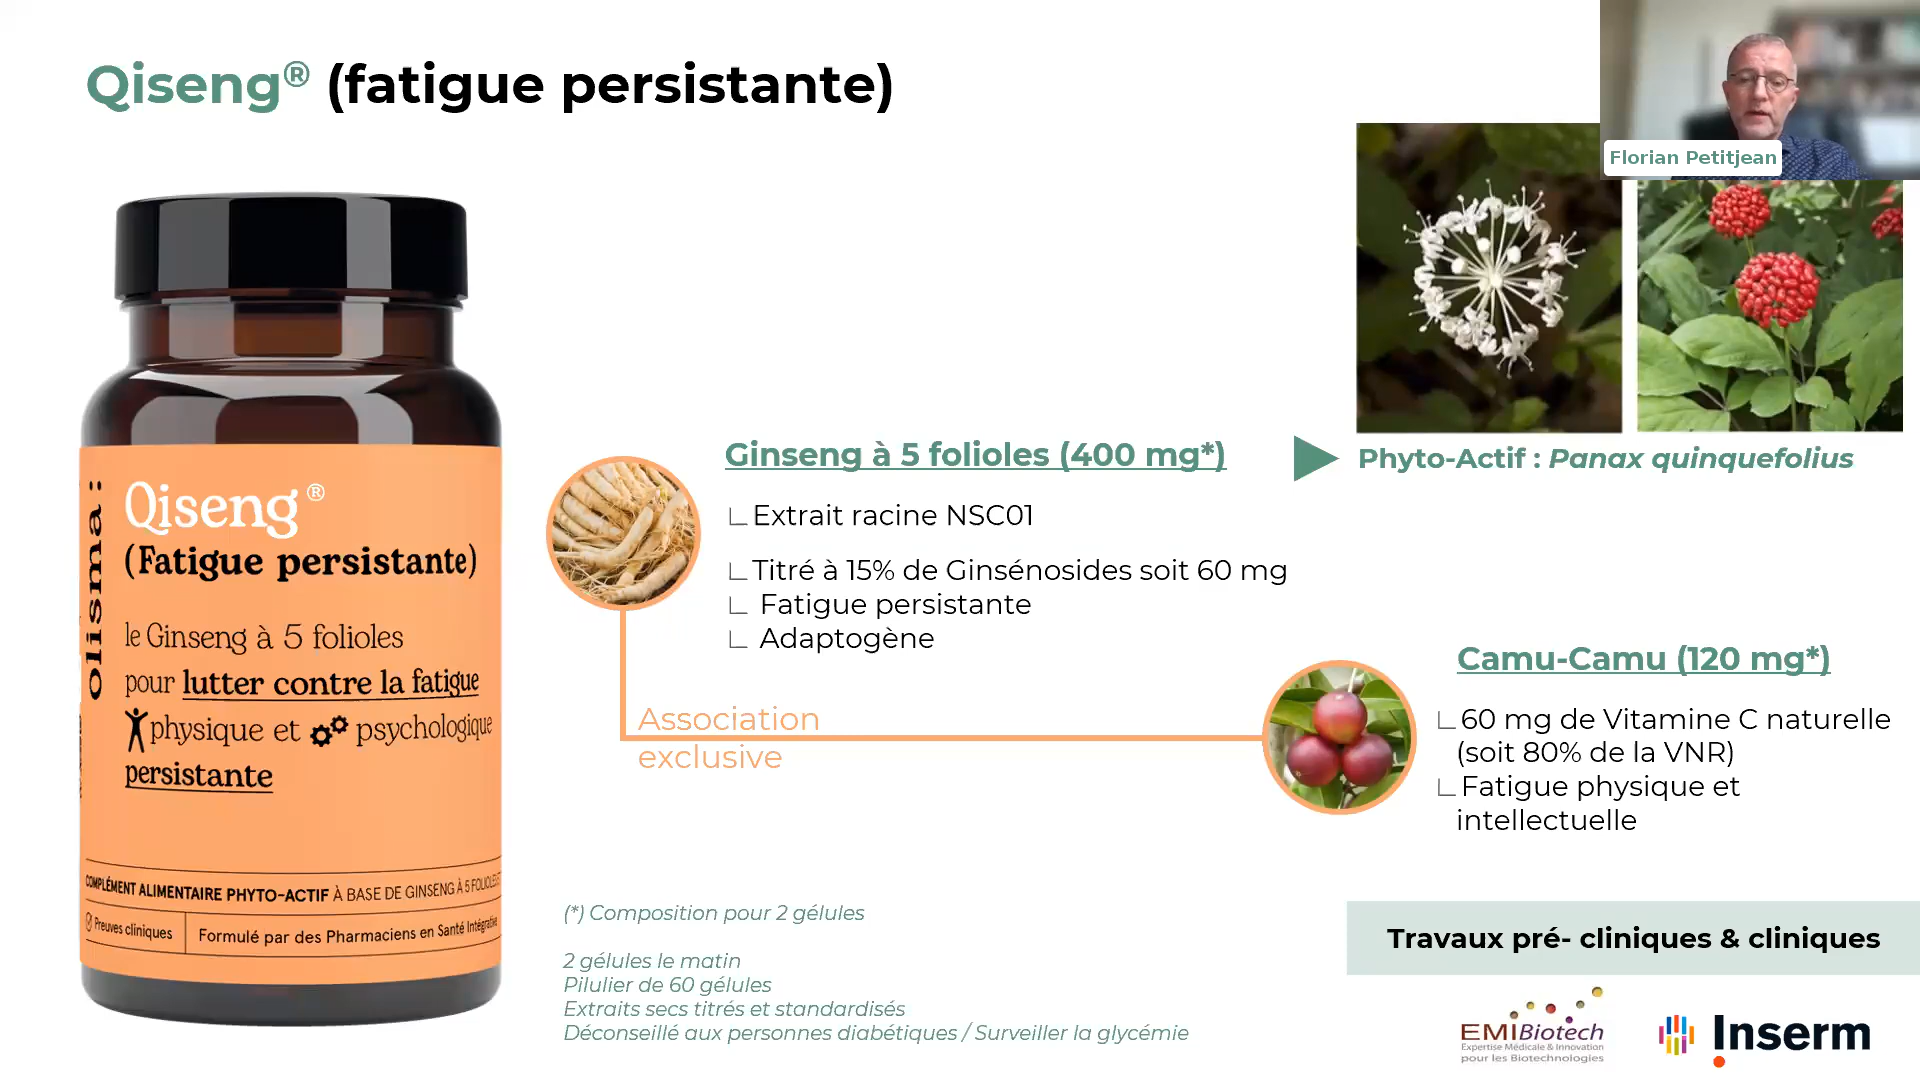 Qiseng® (fatigue persistante)
Florian Petitjean
olisma :
Qiseng®
(Fatigue persistante)
le Ginseng à 5 folioles
pour lutter contre la fatigue
physique et psychologique
persistante
COMPLÉMENT ALIMENTAIRE PHYTO-ACTIF À BASE DE GINSENG À 5 FOLIOLES
Preuves cliniques
Formulé par des Pharmaciens en Santé Intégrative
Ginseng à 5 folioles (400 mg*)
Extrait racine NSC01
Titré à 15% de Ginsénosides soit 60 mg
Fatigue persistante
Adaptogène
Phyto-Actif : Panax quinquefolius
Association
exclusive
Camu-Camu (120 mg*)
60 mg de Vitamine C naturelle
(soit 80% de la VNR)
Fatigue physique et
intellectuelle
(*) Composition pour 2 gélules
2 gélules le matin
Pilulier de 60 gélules
Extraits secs titrés et standardisés
Déconseillé aux personnes diabétiques / Surveiller la glycémie
Travaux pré- cliniques & cliniques
EMIBiotech
Expertise Médicale & Innovation
pour les Biotechnologies
Inserm